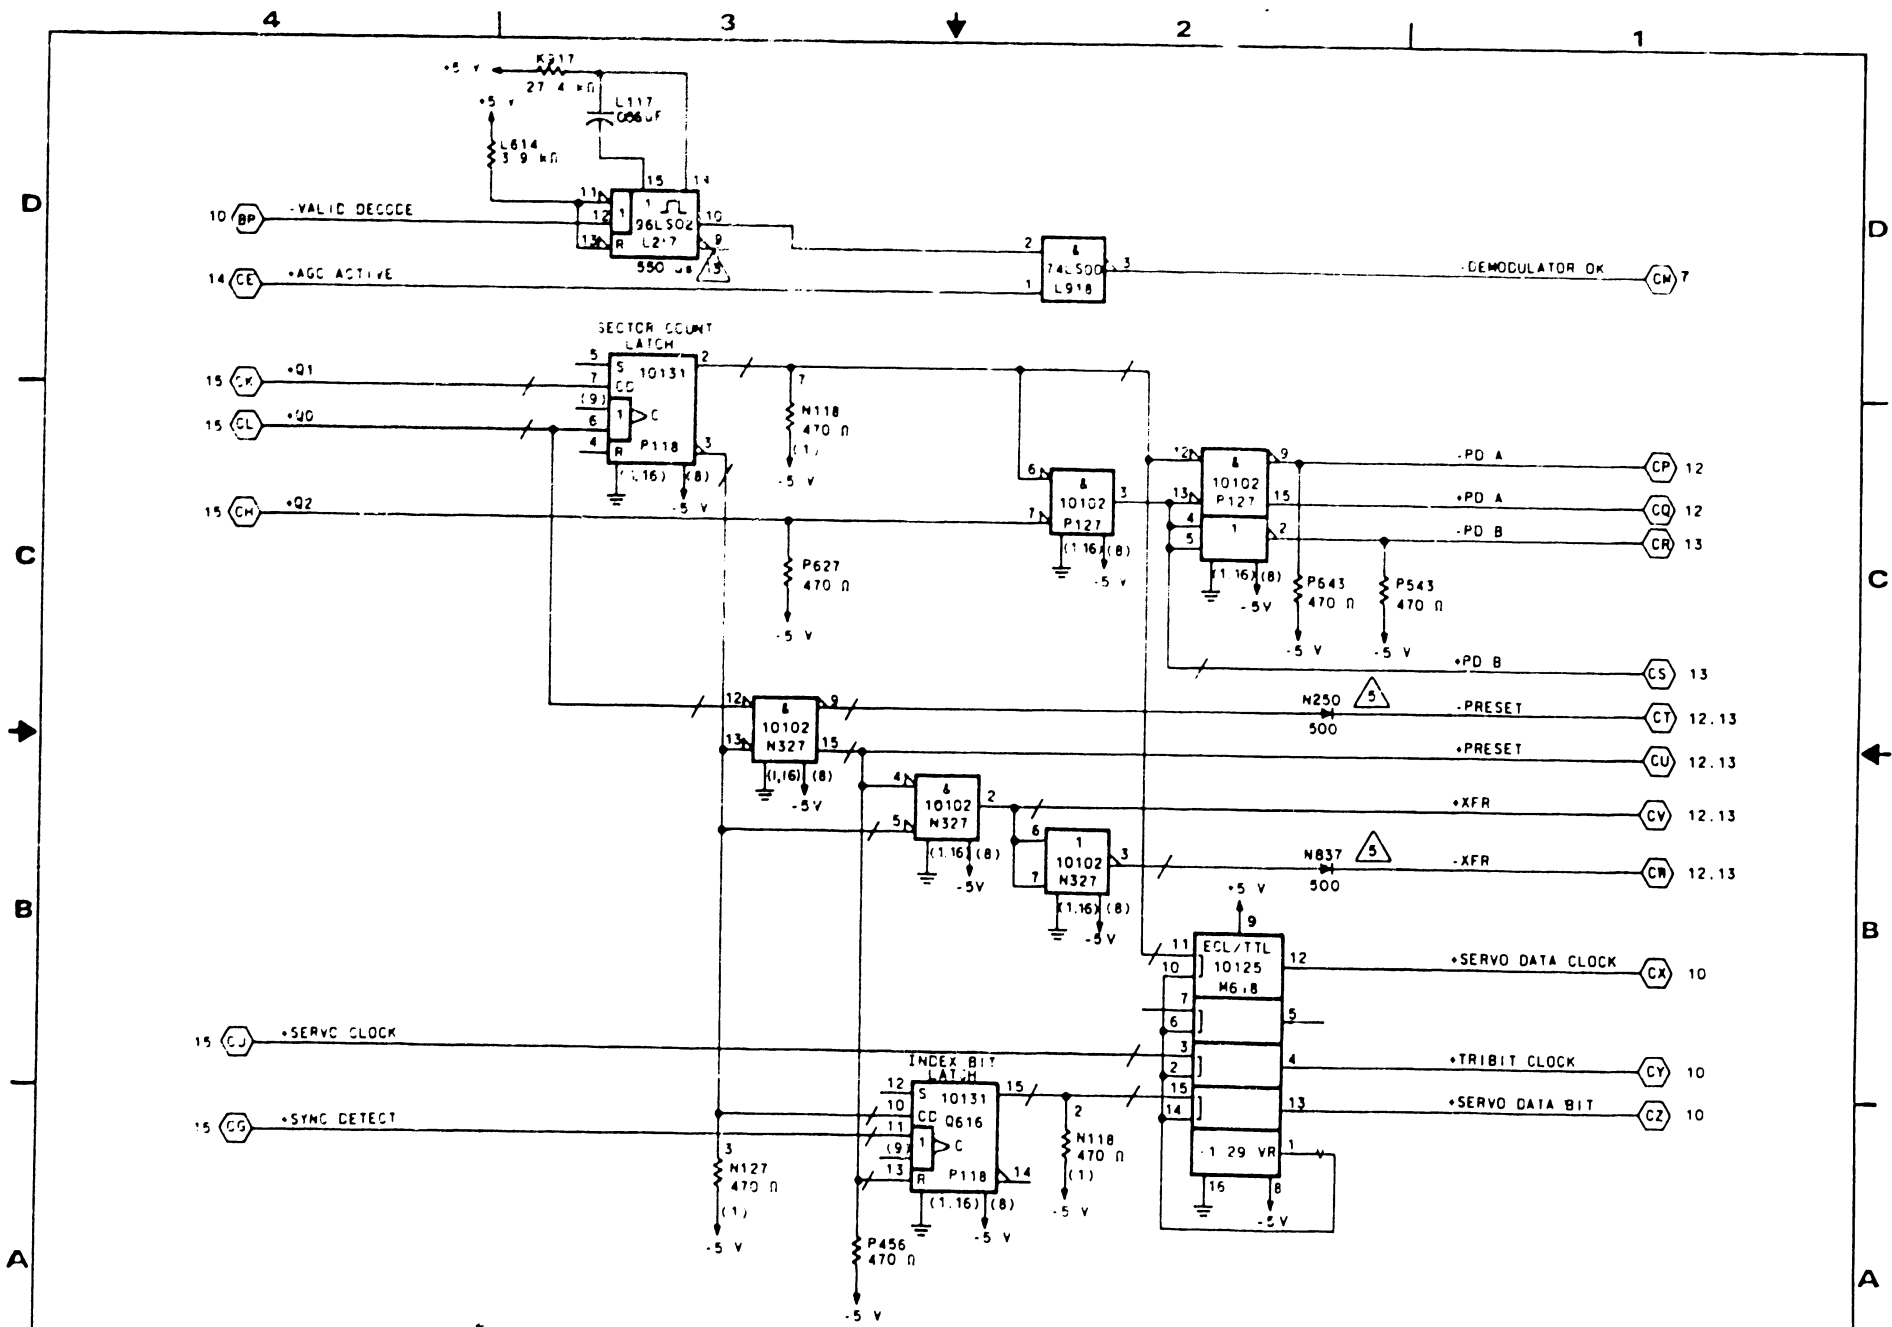 4 3 2 1
+5 V
27.4 kΩ
+5 V
L117
L614
3.9 kΩ
15
11
12 1 1 10
96LS02
13 R L217 9
D
10 BP -VALID DECODE
2
&
74LS00 3
1 L918
-DEMODULATOR OK CM 7
D
14 CE +AGC ACTIVE
SECTOR COUNT
LATCH
5 S 10131 2
15 CK +Q1
7 CD
(9)
15 CL +Q0
6 1 C
4 R P118 3
(1,16) (8)
-5 V
7
N118
470 Ω
(1)
-5 V
15 CH +Q2
6 & 3
10102
7 P127
(1,16) (8)
-5 V
12 & 9
10102
13 P127 15
4 1 2
5
(1,16) (8)
-5V
-PD A CP 12
+PD A CQ 12
-PD B CR 13
C
P627
470 Ω
-5 V
P643
470 Ω
-5 V
P543
470 Ω
-5 V
C
+PD B CS 13
12 & 9
10102
13 N327 15
(1,16) (8)
-5V
N250 5
500
-PRESET CT 12.13
+PRESET CU 12.13
4 & 2
10102
5 N327
(1,16) (8)
-5V
+XFR CV 12.13
6 1 3
10102
7 N327
(1,16) (8)
-5 V
N837 5
500
-XFR CW 12.13
B
+5 V
9
11 ECL/TTL 12
10 10125
+SERVO DATA CLOCK CX 10
B
7 5
6
15 CJ +SERVO CLOCK
3 4
2
+TRIBIT CLOCK CY 10
INDEX BIT
LATCH
12 S 10131 15
10 CD Q616
11 1 C
(9)
13 R P118 14
(1,16) (8)
-5 V
15 13
14
+SERVO DATA BIT CZ 10
15 CG +SYNC DETECT
2
N118
470 Ω
(1)
-5 V
-1.29 VR 1
16 8
-5V
3
N127
470 Ω
(1)
-5 V
P456
470 Ω
-5 V
A
A